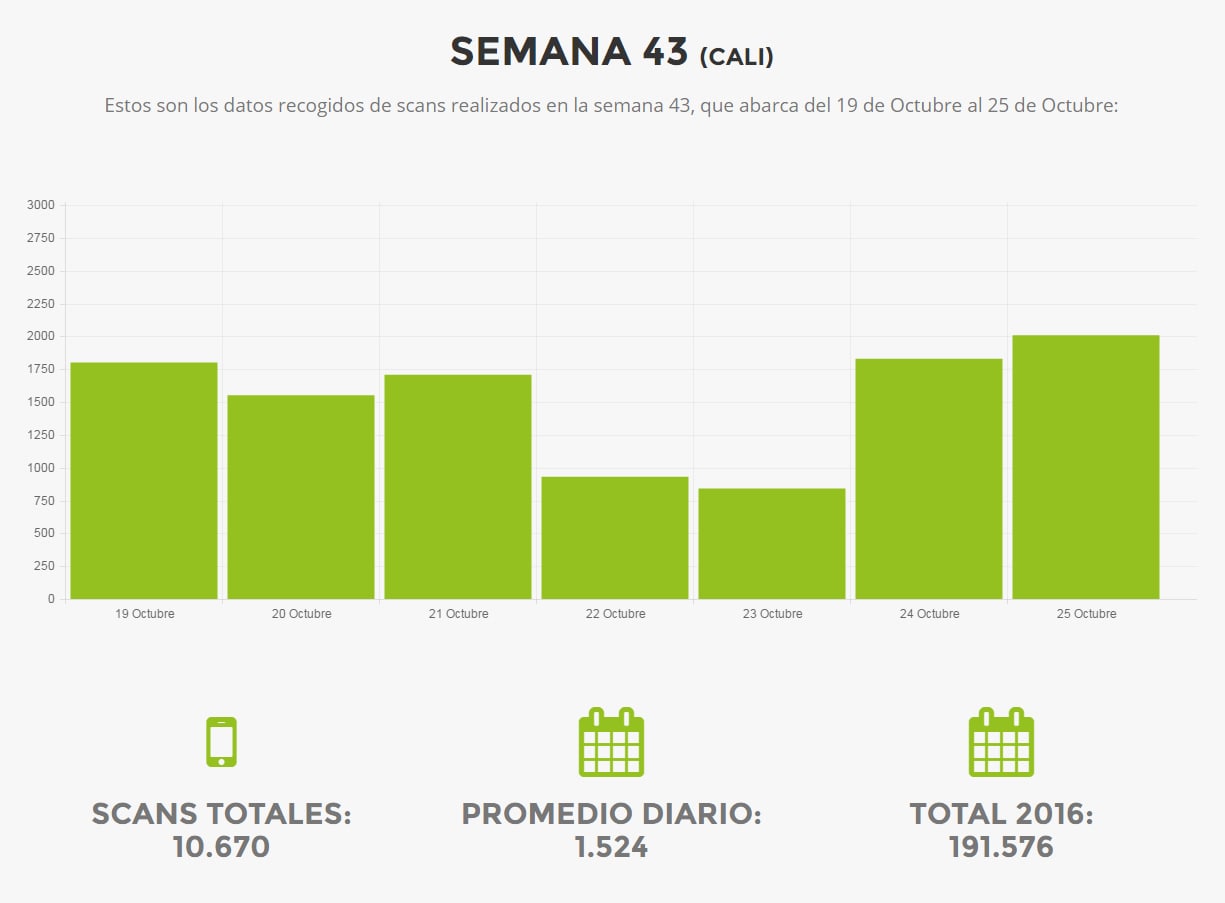 SEMANA 43 (CALI)
Estos son los datos recogidos de scans realizados en la semana 43, que abarca del 19 de Octubre al 25 de Octubre:
3000
2750
2500
2250
2000
1750
1500
1250
1000
750
500
250
0
19 Octubre
20 Octubre
21 Octubre
22 Octubre
23 Octubre
24 Octubre
25 Octubre
SCANS TOTALES:
10.670
PROMEDIO DIARIO:
1.524
TOTAL 2016:
191.576